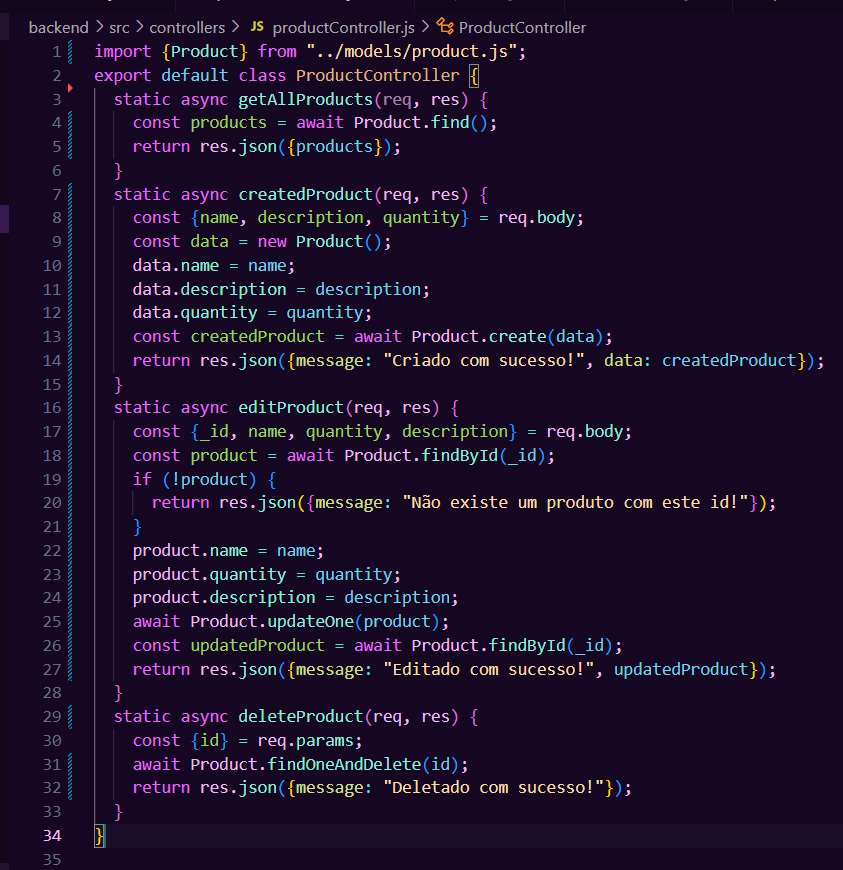 backend > src > controllers > JS productController.js > ProductController
1 import {Product} from "../models/product.js";
2 export default class ProductController {
3 static async getAllProducts(req, res) {
4 const products = await Product.find();
5 return res.json({products});
6 }
7 static async createdProduct(req, res) {
8 const {name, description, quantity} = req.body;
9 const data = new Product();
10 data.name = name;
11 data.description = description;
12 data.quantity = quantity;
13 const createdProduct = await Product.create(data);
14 return res.json({message: "Criado com sucesso!", data: createdProduct});
15 }
16 static async editProduct(req, res) {
17 const {_id, name, quantity, description} = req.body;
18 const product = await Product.findById(_id);
19 if (!product) {
20 return res.json({message: "Não existe um produto com este id!"});
21 }
22 product.name = name;
23 product.quantity = quantity;
24 product.description = description;
25 await Product.updateOne(product);
26 const updatedProduct = await Product.findById(_id);
27 return res.json({message: "Editado com sucesso!", updatedProduct});
28 }
29 static async deleteProduct(req, res) {
30 const {id} = req.params;
31 await Product.findOneAndDelete(id);
32 return res.json({message: "Deletado com sucesso!"});
33 }
34 }
35